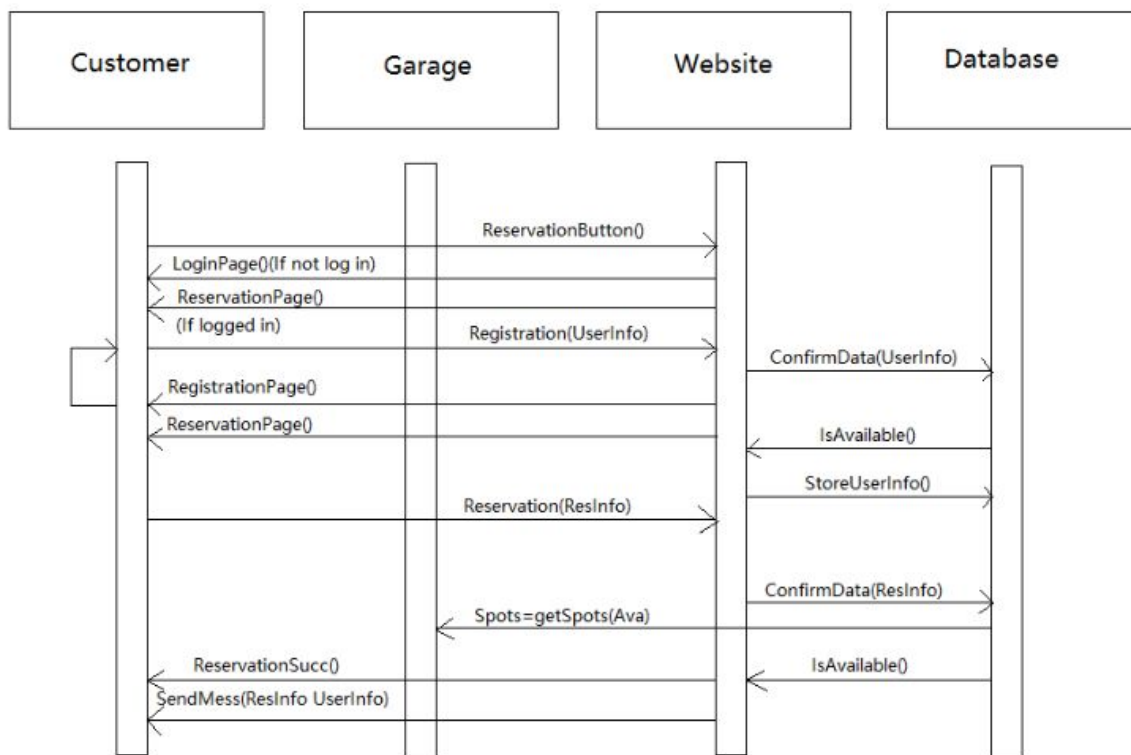 Customer
Garage
Website
Database
ReservationButton()
LoginPage()(If not log in)
ReservationPage()
(If logged in)
Registration(UserInfo)
ConfirmData(UserInfo)
RegistrationPage()
ReservationPage()
IsAvailable()
StoreUserInfo()
Reservation(ResInfo)
ConfirmData(ResInfo)
Spots=getSpots(Ava)
ReservationSucc()
IsAvailable()
SendMess(ResInfo UserInfo)